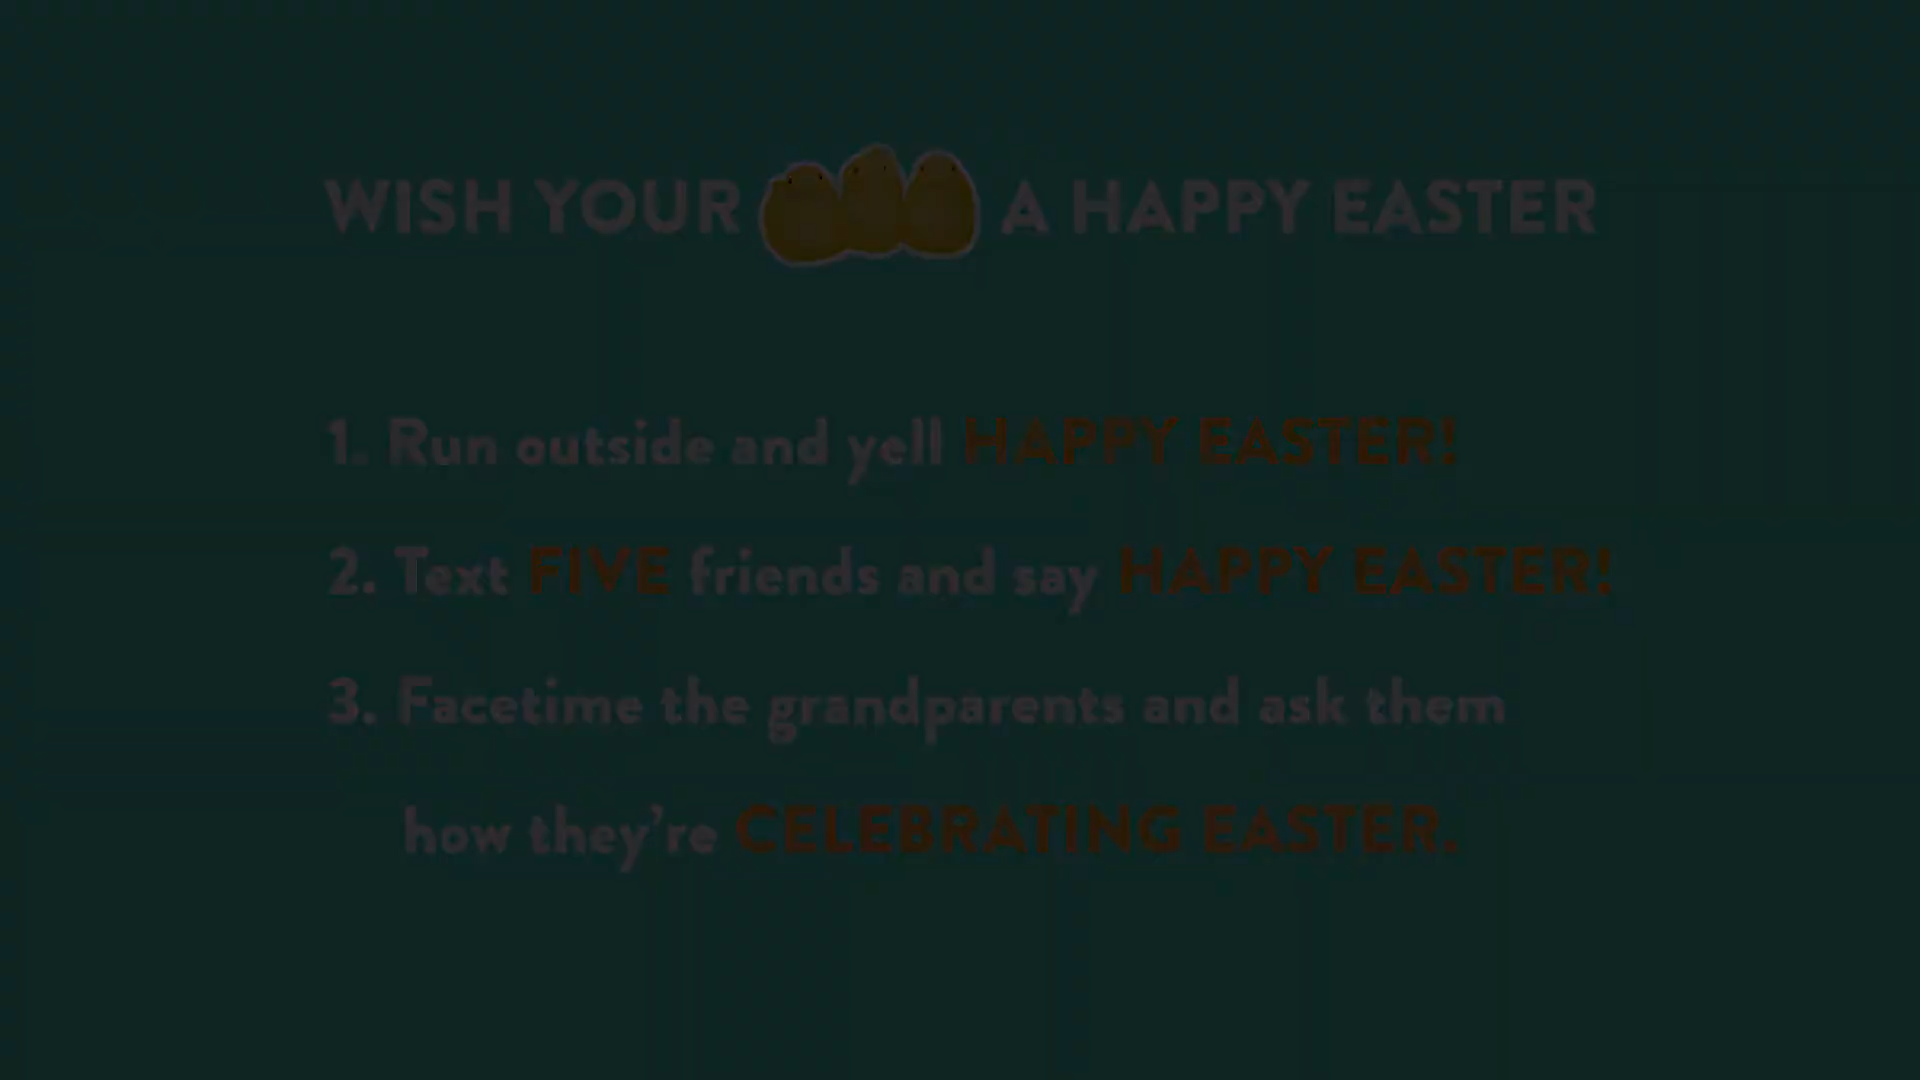 WISH YOUR A HAPPY EASTER
1. Run outside and yell HAPPY EASTER!
2. Text FIVE friends and say HAPPY EASTER!
3. Facetime the grandparents and ask them
how they're CELEBRATING EASTER.